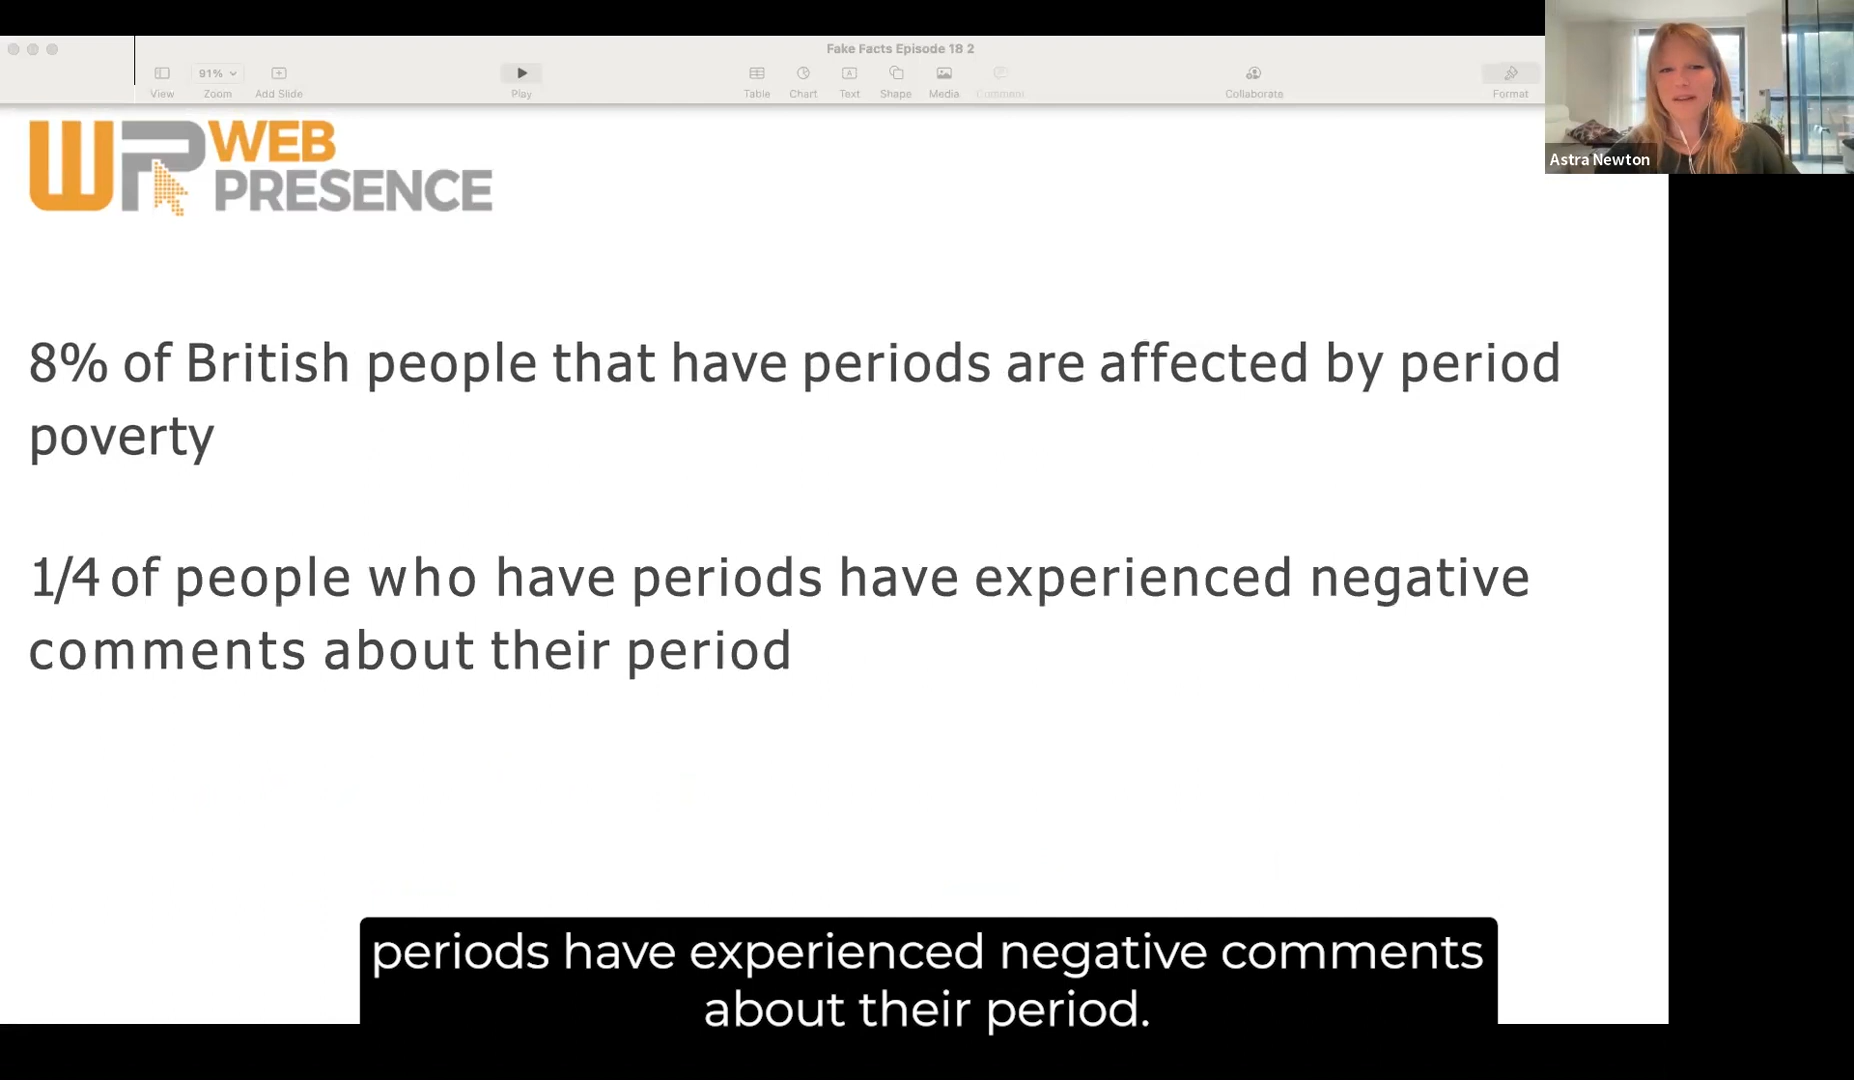 Fake Facts Episode 18 2
91%
View
Zoom
Add Slide
Play
Table
Chart
Text
Shape
Media
Comment
Collaborate
Format
Astra Newton
WP WEB
PRESENCE
8% of British people that have periods are affected by period
poverty
1/4 of people who have periods have experienced negative
comments about their period
periods have experienced negative comments
about their period.